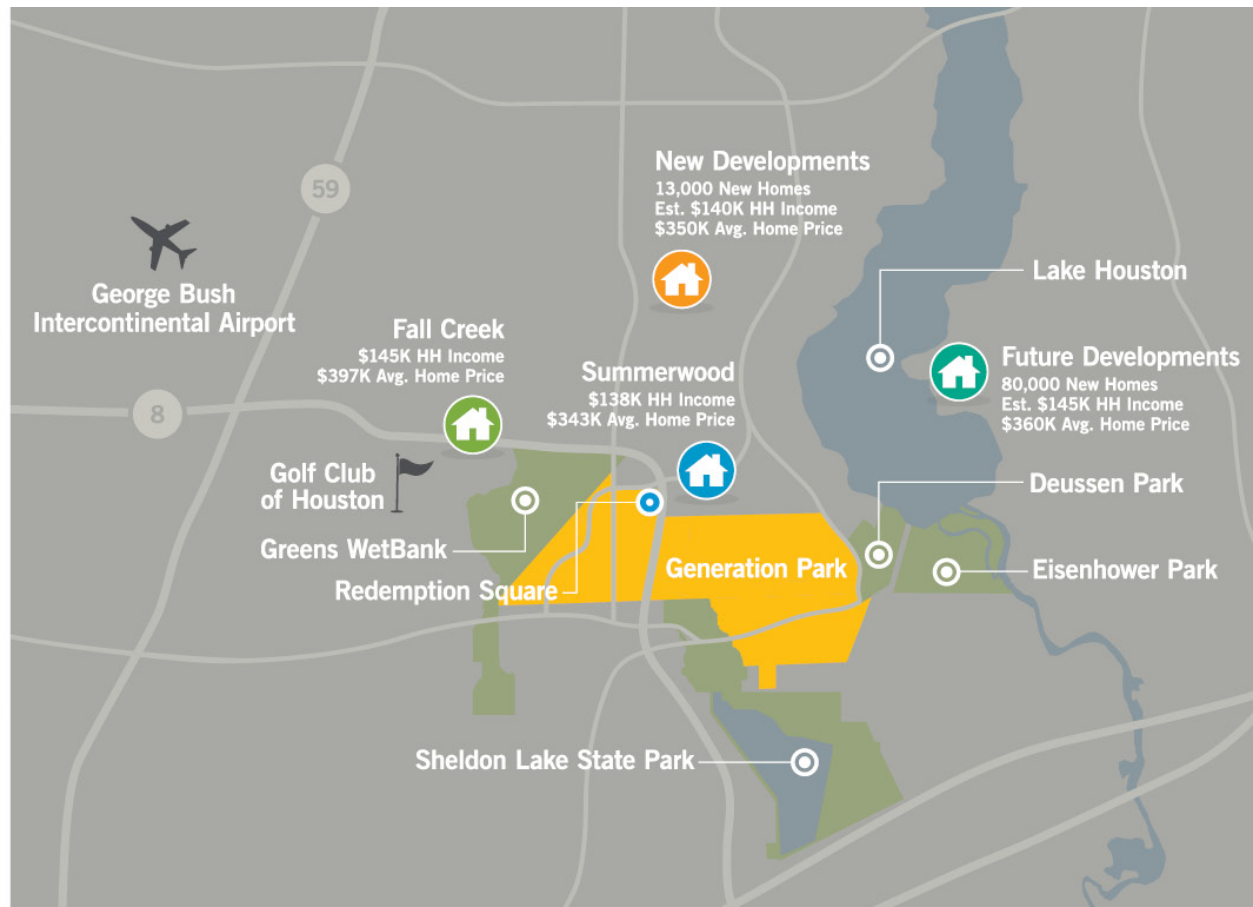 59
New Developments
13,000 New Homes
Est. $140K HH Income
$350K Avg. Home Price
George Bush
Intercontinental Airport
Lake Houston
8
Fall Creek
$145K HH Income
$397K Avg. Home Price
Summerwood
$138K HH Income
$343K Avg. Home Price
Future Developments
80,000 New Homes
Est. $145K HH Income
$360K Avg. Home Price
Golf Club
of Houston
Deussen Park
Greens WetBank
Redemption Square
Generation Park
Eisenhower Park
Sheldon Lake State Park